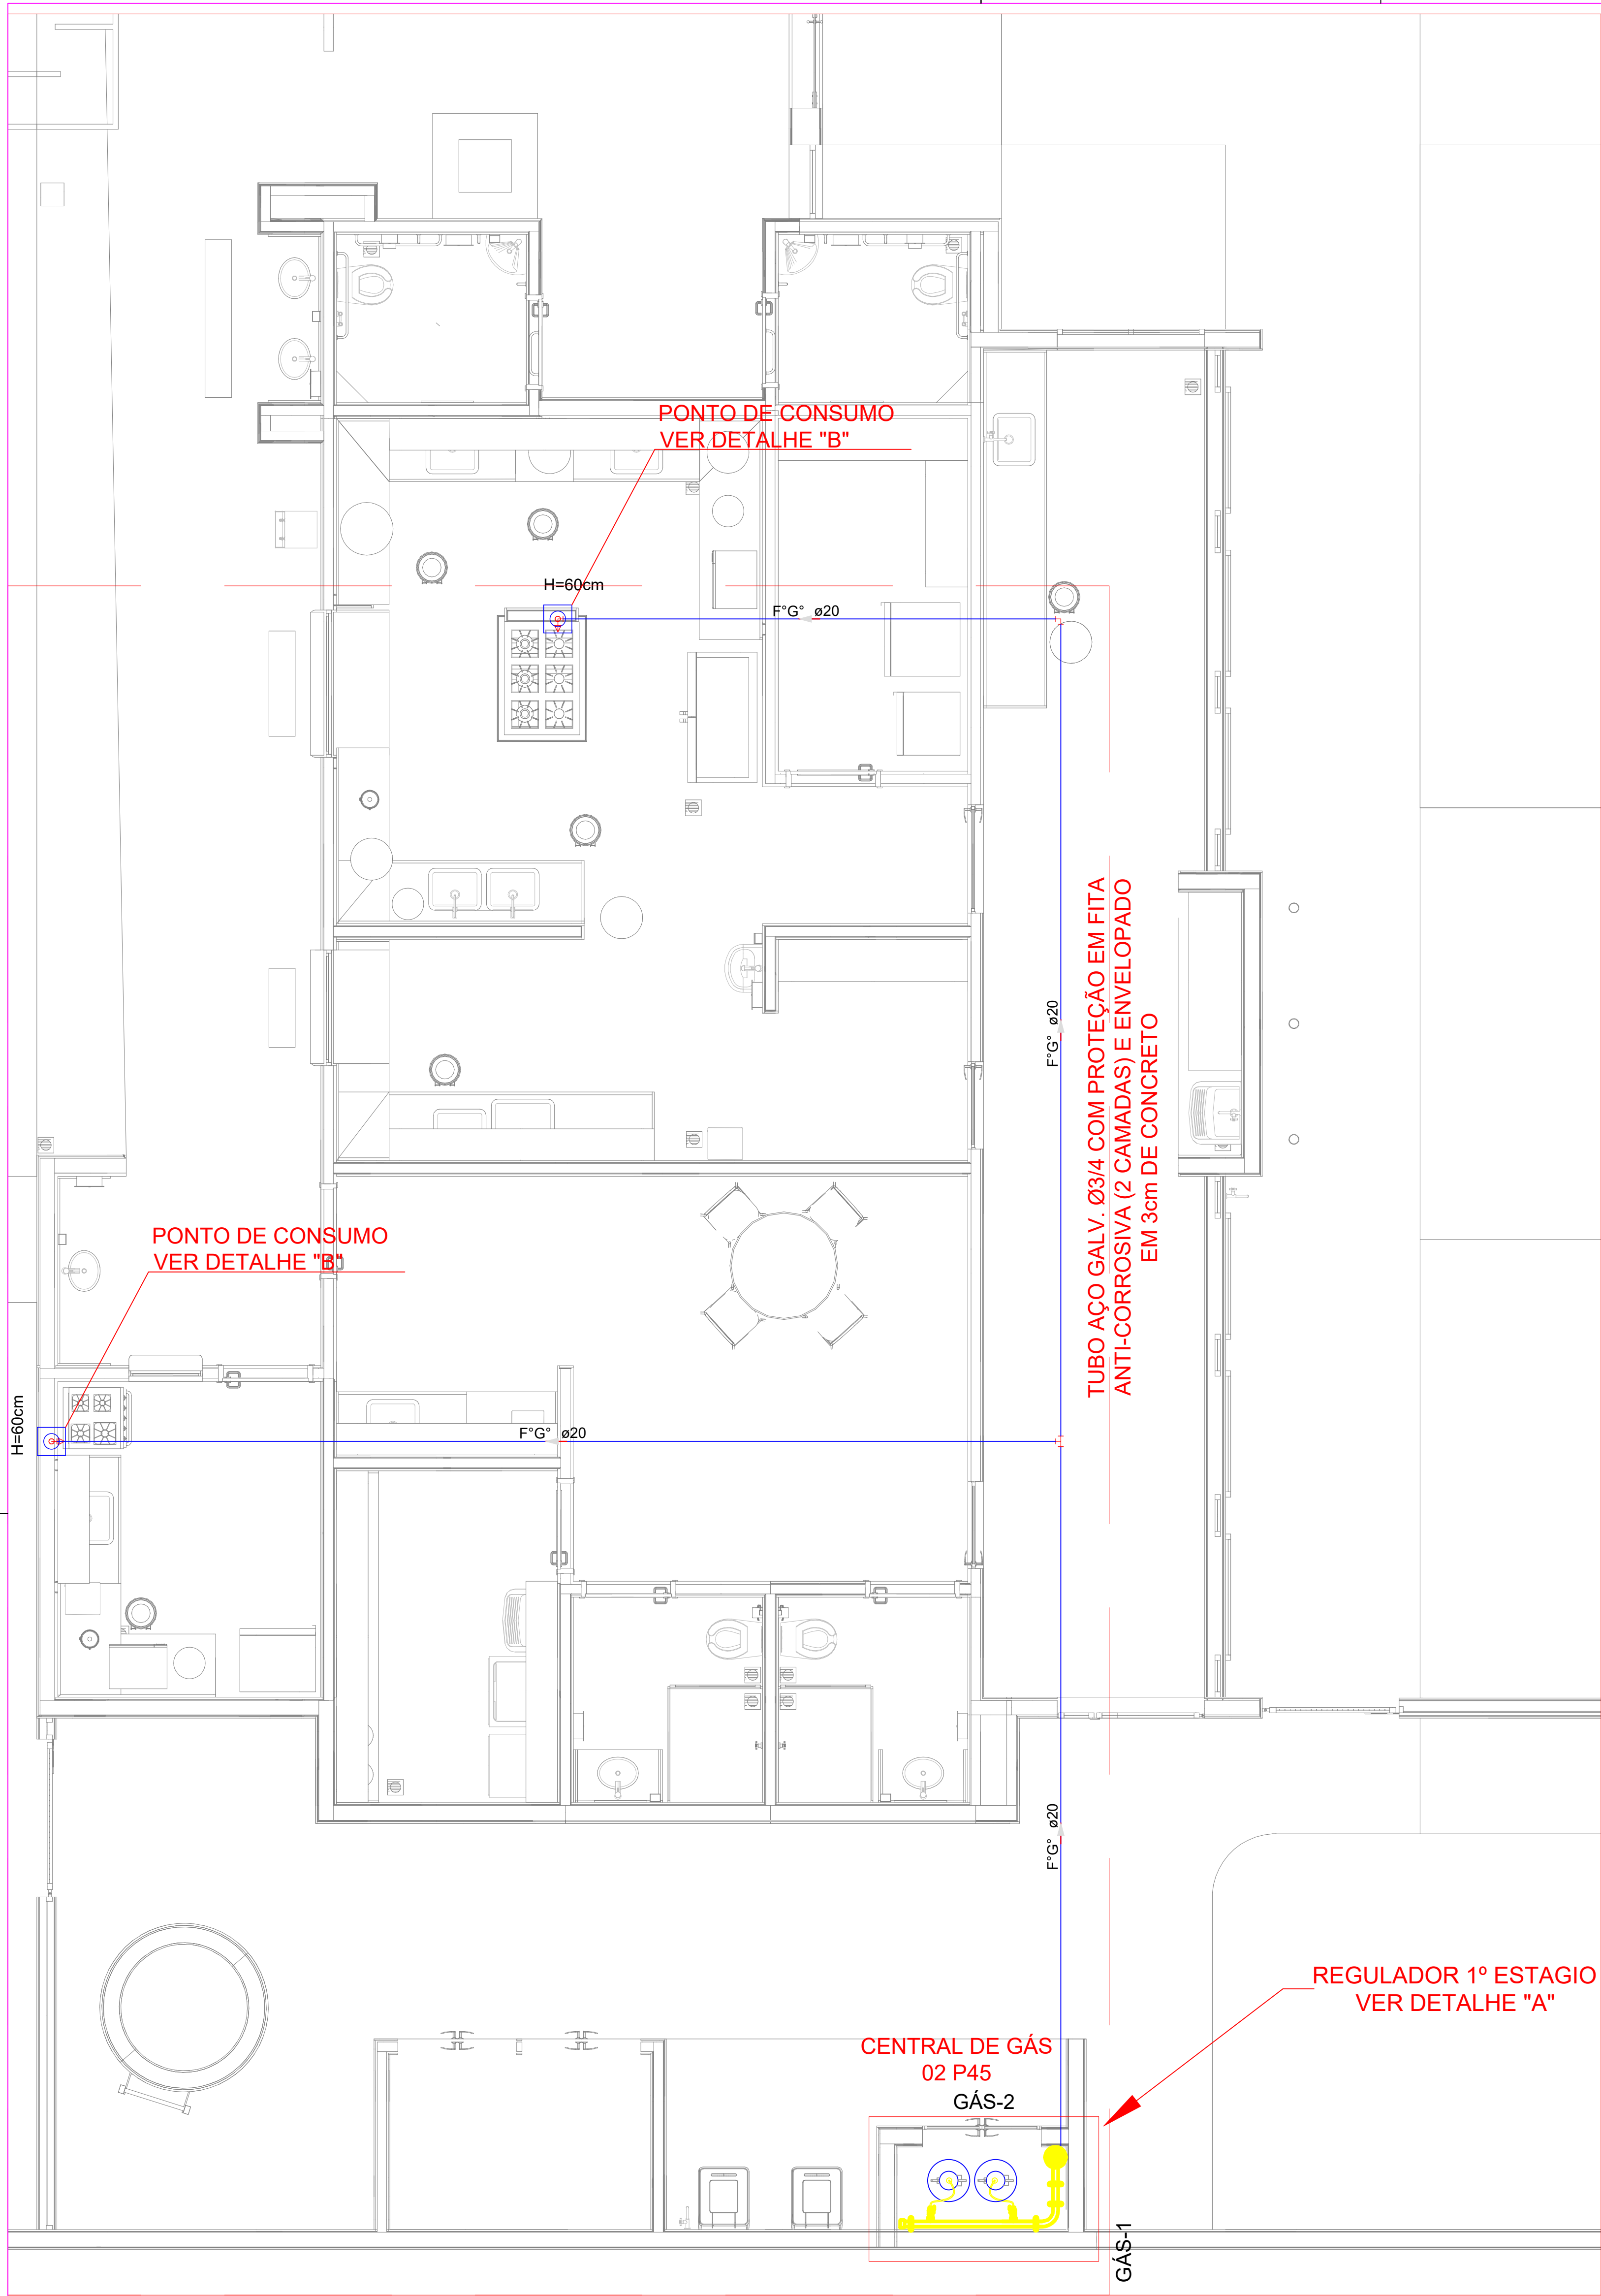 PONTO DE CONSUMO
VER DETALHE "B"
H=60cm
F°G° ø20
F°G° ø20
TUBO AÇO GALV. Ø3/4 COM PROTEÇÃO EM FITA
ANTI-CORROSIVA (2 CAMADAS) E ENVELOPADO
EM 3cm DE CONCRETO
PONTO DE CONSUMO
VER DETALHE "B"
H=60cm
F°G° ø20
F°G° ø20
REGULADOR 1º ESTAGIO
VER DETALHE "A"
CENTRAL DE GÁS
02 P45
GÁS-2
GÁS-1